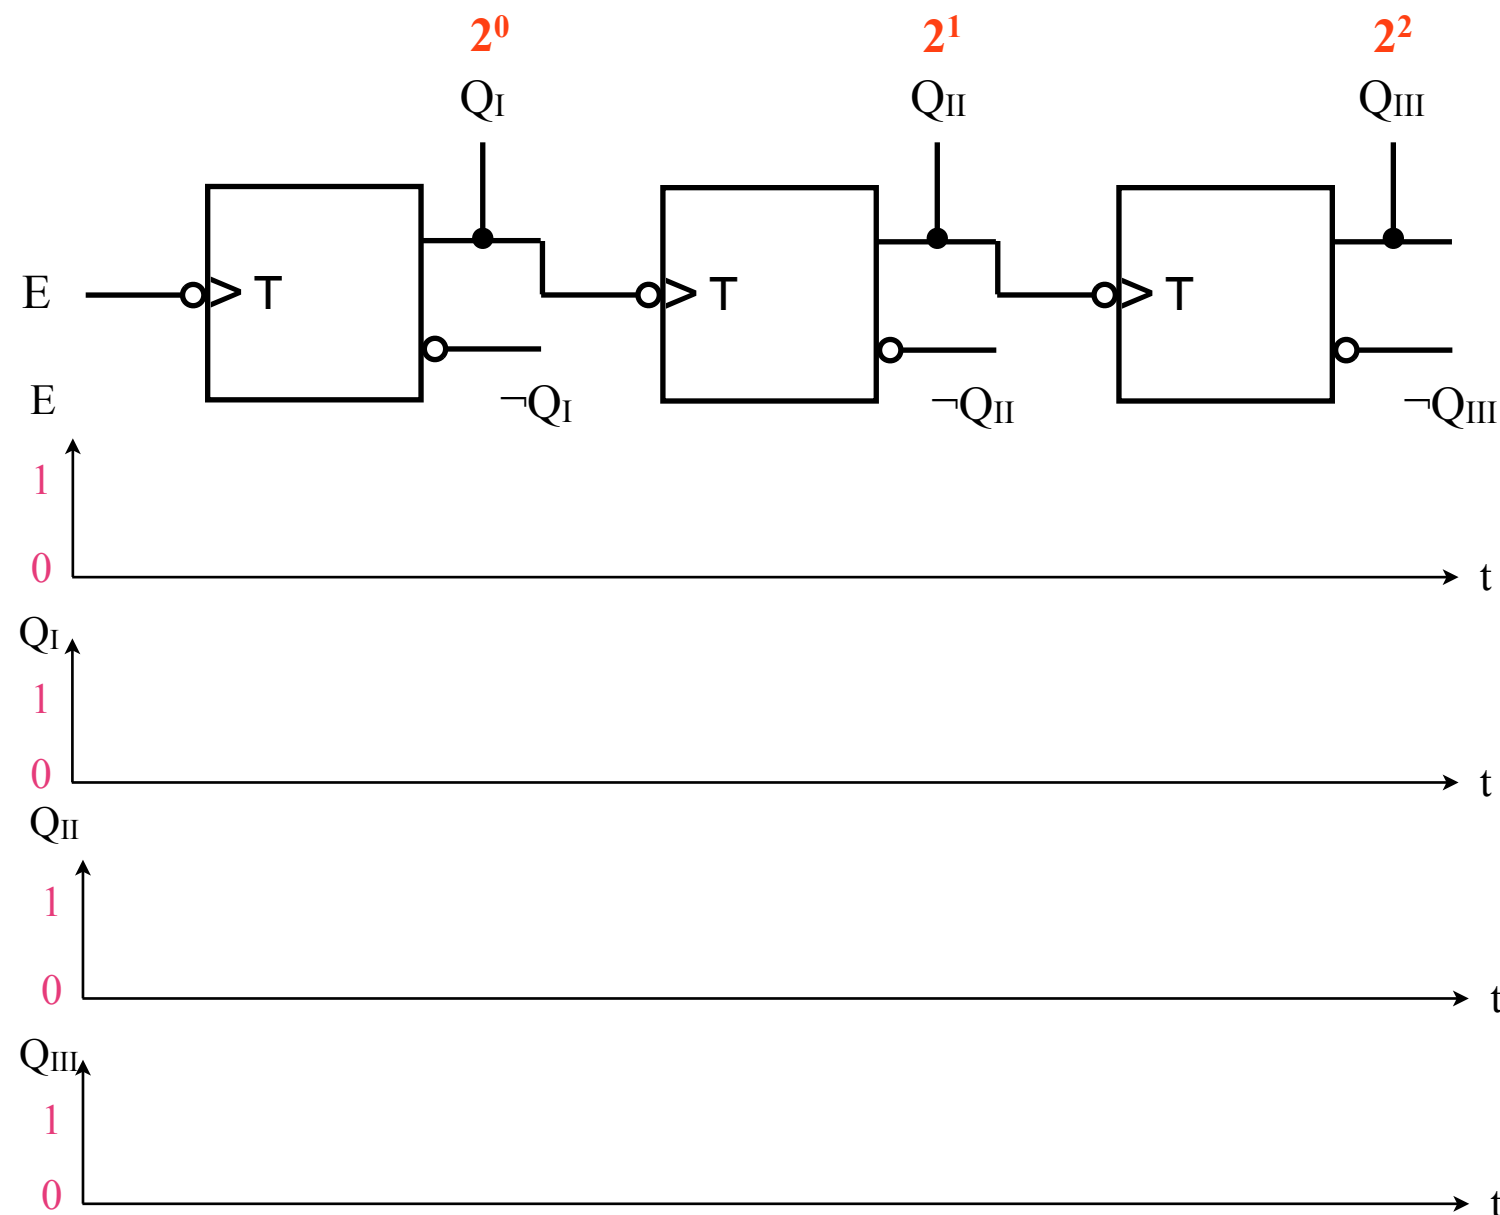 2⁰ 2¹ 2²
Q_I Q_II Q_III
E T T T
¬Q_I ¬Q_II ¬Q_III
E
1
0 t
Q_I
1
0 t
Q_II
1
0 t
Q_III
1
0 t